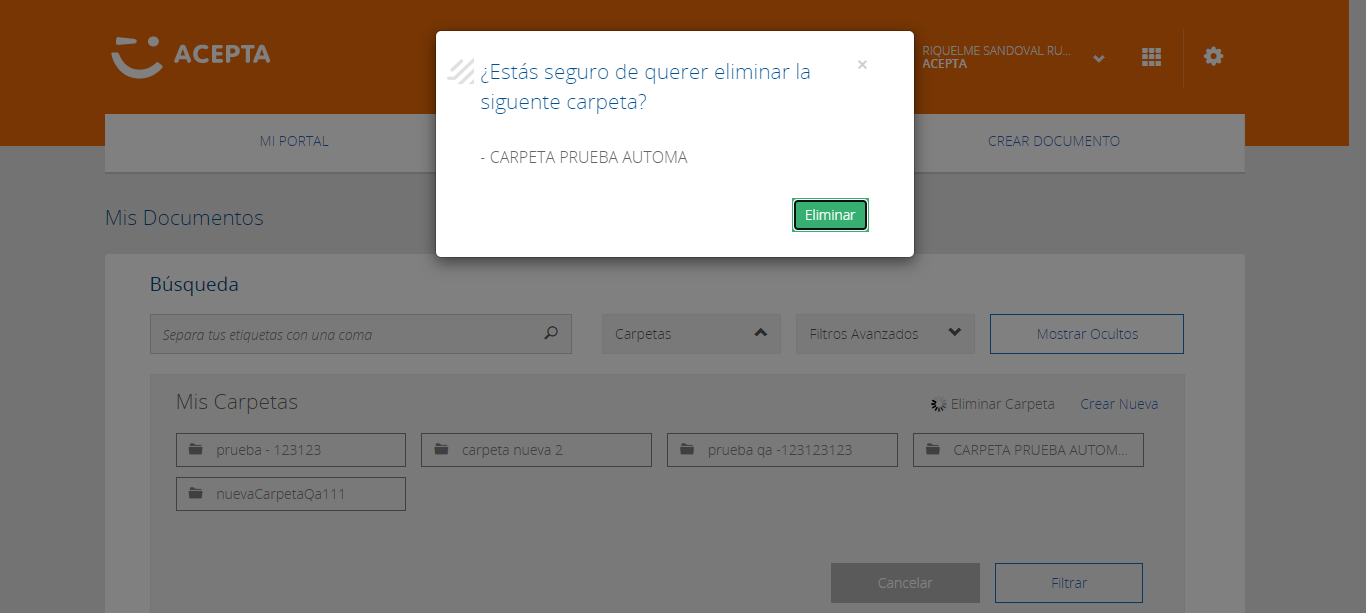 ACEPTA
RIQUELME SANDOVAL RU...
ACEPTA
¿Estás seguro de querer eliminar la
siguente carpeta?
×
- CARPETA PRUEBA AUTOMA
Eliminar
MI PORTAL
CREAR DOCUMENTO
Mis Documentos
Búsqueda
Separa tus etiquetas con una coma
Carpetas
Filtros Avanzados
Mostrar Ocultos
Mis Carpetas
Eliminar Carpeta
Crear Nueva
prueba - 123123
carpeta nueva 2
prueba qa -123123123
CARPETA PRUEBA AUTOM...
nuevaCarpetaQa111
Cancelar
Filtrar